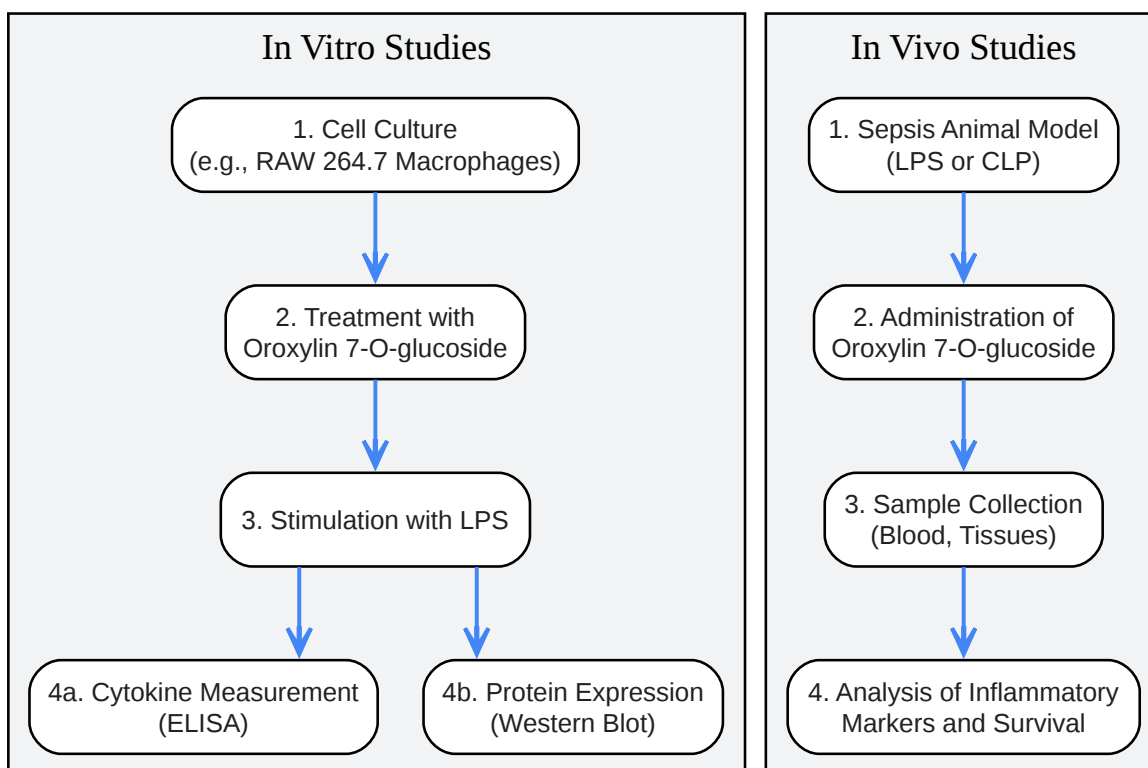 In Vitro Studies
1. Cell Culture
(e.g., RAW 264.7 Macrophages)
2. Treatment with
Oroxylin 7-O-glucoside
3. Stimulation with LPS
4a. Cytokine Measurement
(ELISA)
4b. Protein Expression
(Western Blot)
In Vivo Studies
1. Sepsis Animal Model
(LPS or CLP)
2. Administration of
Oroxylin 7-O-glucoside
3. Sample Collection
(Blood, Tissues)
4. Analysis of Inflammatory
Markers and Survival